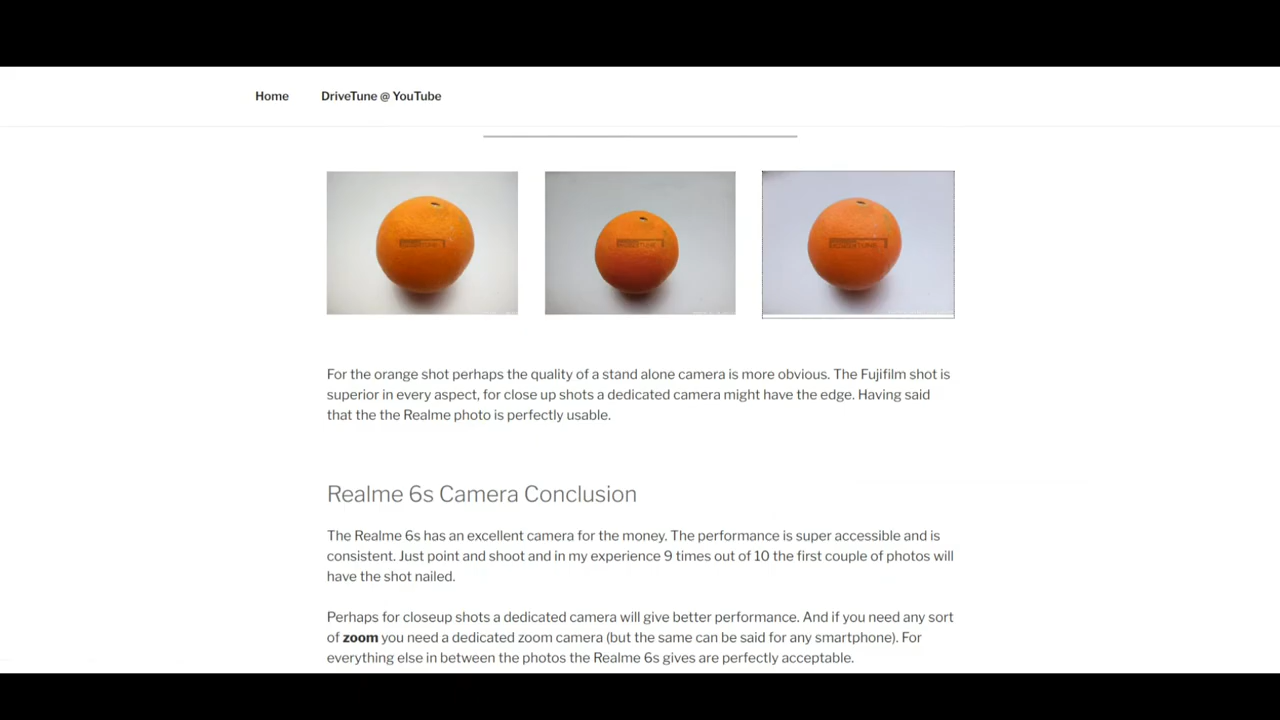 Home DriveTune @ YouTube
For the orange shot perhaps the quality of a stand alone camera is more obvious. The Fujifilm shot is
superior in every aspect, for close up shots a dedicated camera might have the edge. Having said
that the the Realme photo is perfectly usable.
Realme 6s Camera Conclusion
The Realme 6s has an excellent camera for the money. The performance is super accessible and is
consistent. Just point and shoot and in my experience 9 times out of 10 the first couple of photos will
have the shot nailed.
Perhaps for closeup shots a dedicated camera will give better performance. And if you need any sort
of zoom you need a dedicated zoom camera (but the same can be said for any smartphone). For
everything else in between the photos the Realme 6s gives are perfectly acceptable.